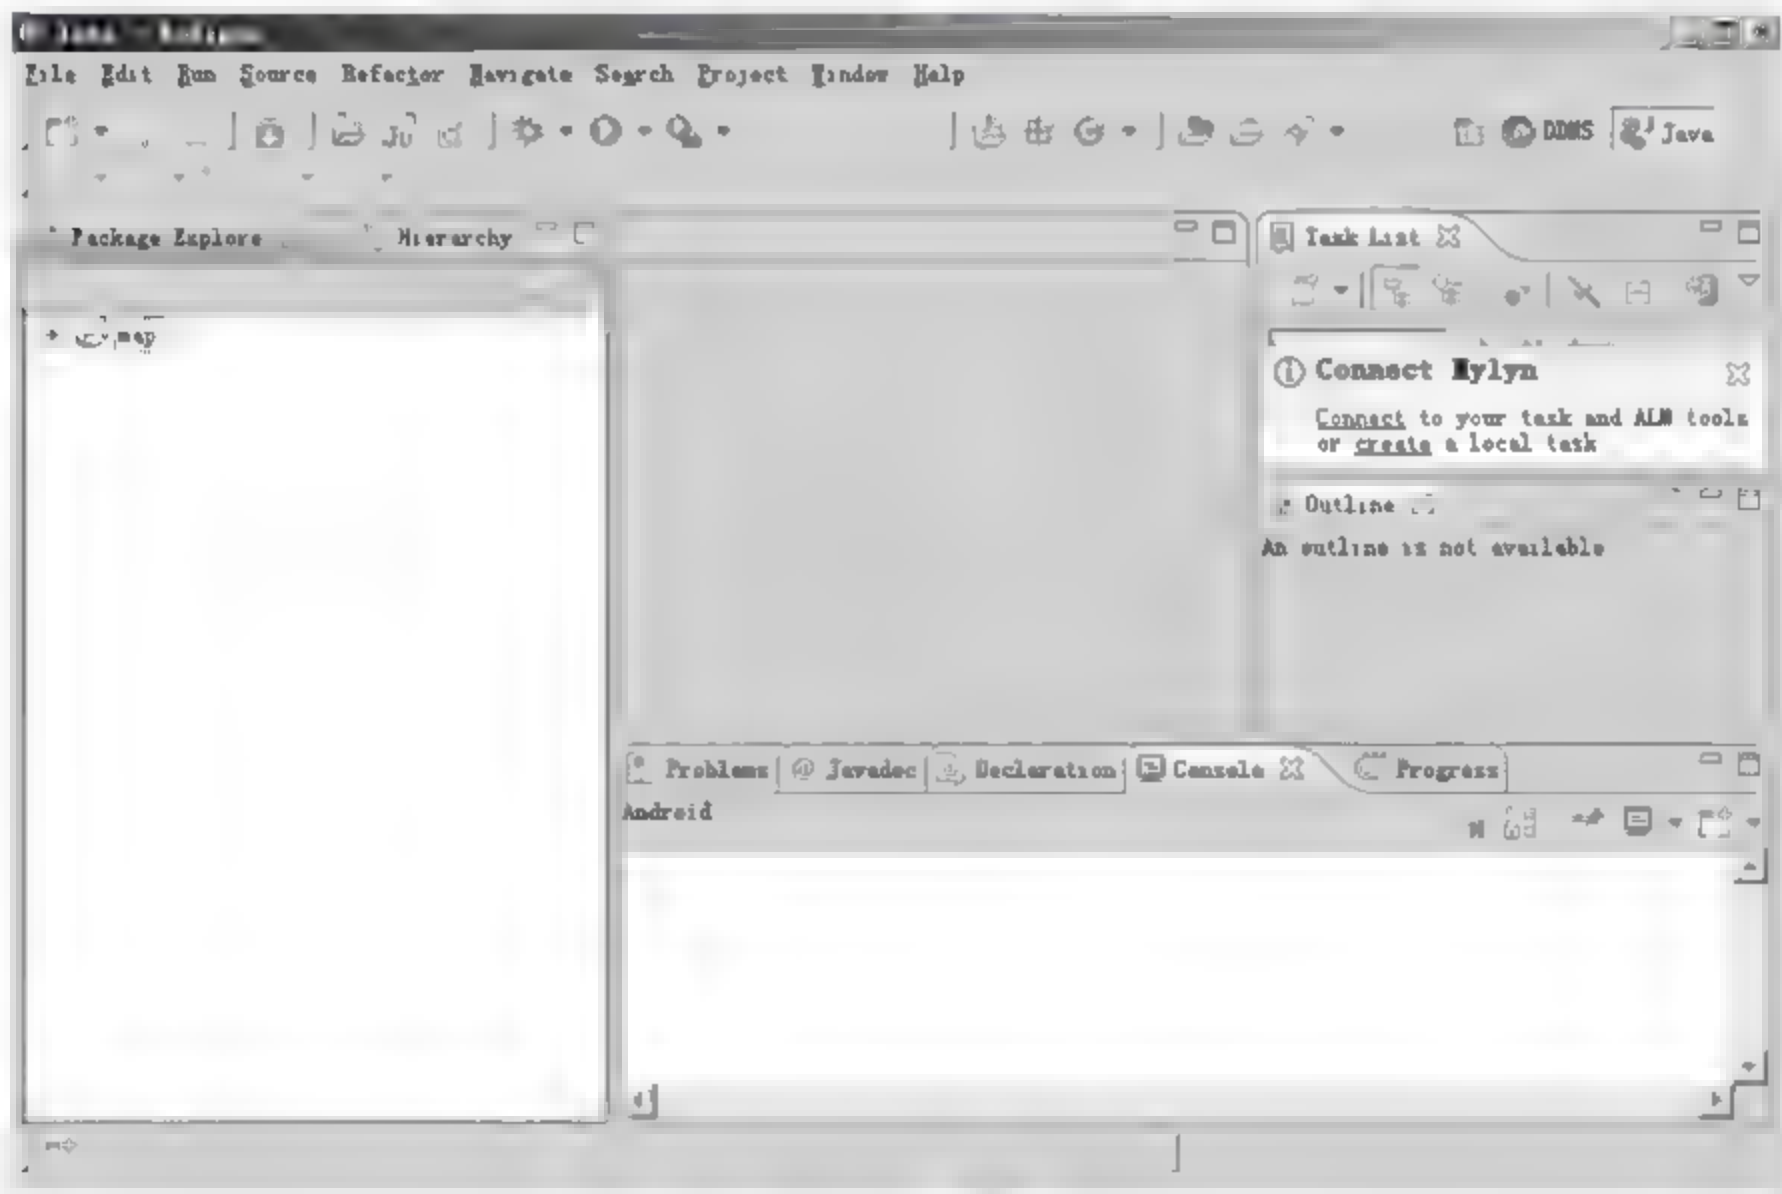 File Edit Run Source Refactor Navigate Search Project Window Help
Ju DDMS Java
Package Explore Hierarchy Task List
map
Connect Mylyn
Connect to your task and ALM tools
or create a local task
Outline
An outline is not available
Problems @ Javadoc Declaration Console Progress
Android